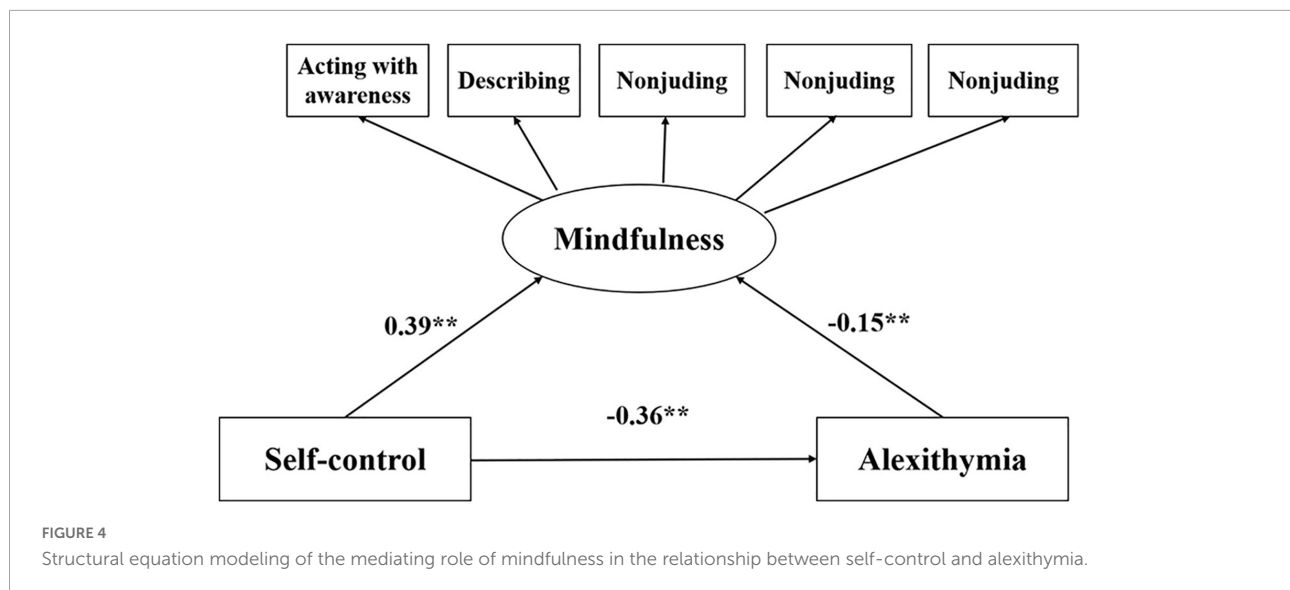 Acting with
awareness
Describing
Nonjuding
Nonjuding
Nonjuding
Mindfulness
0.39**
-0.15**
-0.36**
Self-control
Alexithymia
FIGURE 4
Structural equation modeling of the mediating role of mindfulness in the relationship between self-control and alexithymia.